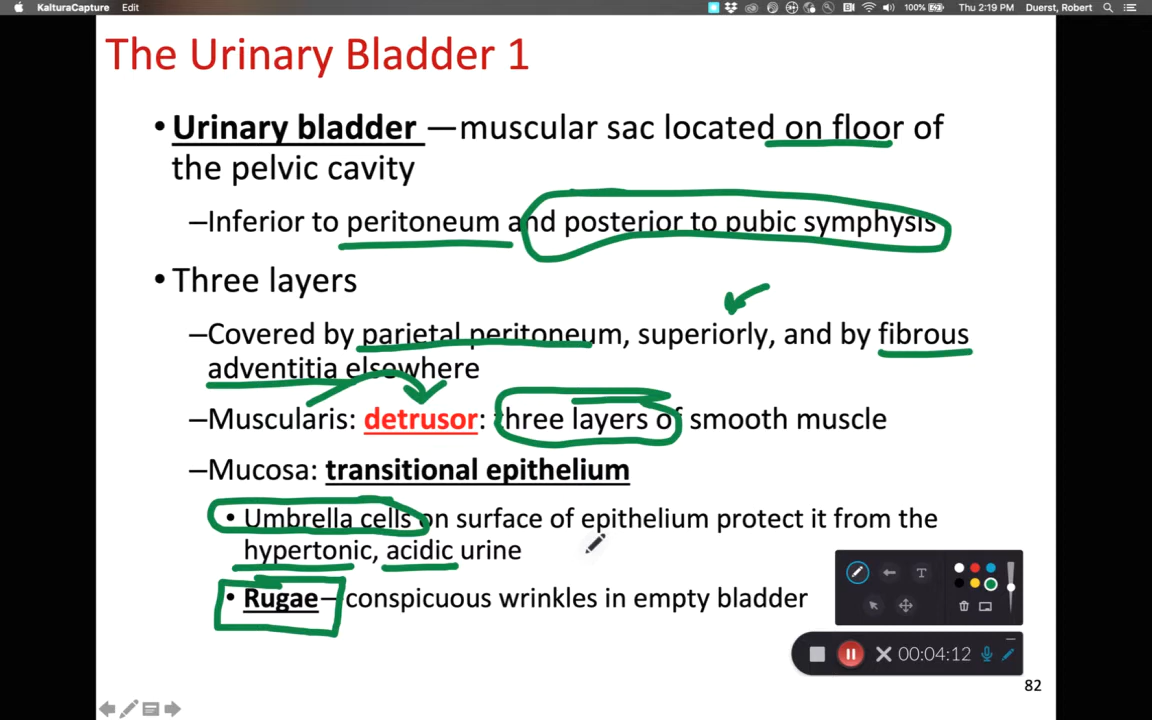 KalturaCapture Edit 100% Thu 2:19 PM Duerst, Robert
The Urinary Bladder 1
• Urinary bladder —muscular sac located on floor of
the pelvic cavity
–Inferior to peritoneum and posterior to pubic symphysis
• Three layers
–Covered by parietal peritoneum, superiorly, and by fibrous
adventitia elsewhere
–Muscularis: detrusor: three layers of smooth muscle
–Mucosa: transitional epithelium
• Umbrella cells on surface of epithelium protect it from the
hypertonic, acidic urine
• Rugae—conspicuous wrinkles in empty bladder
T
00:04:12
82